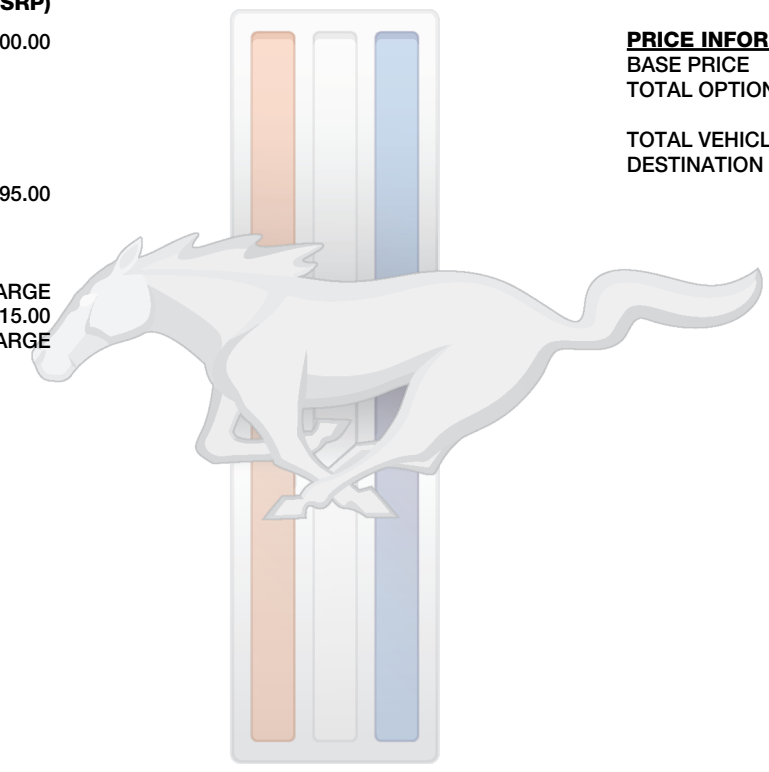 SRP)
00.00
95.00
ARGE
15.00
ARGE
PRICE INFOR
BASE PRICE
TOTAL OPTION
TOTAL VEHICL
DESTINATION